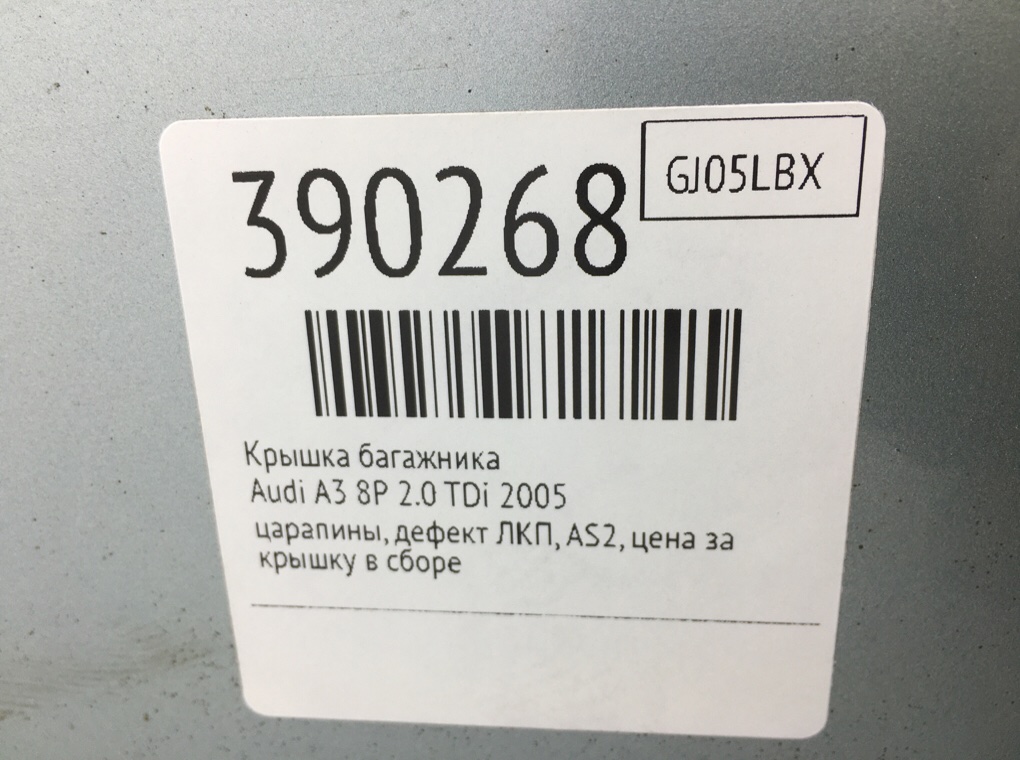 390268
GJ05LBX
Крышка багажника
Audi A3 8P 2.0 TDi 2005
царапины, дефект ЛКП, AS2, цена за
крышку в сборе